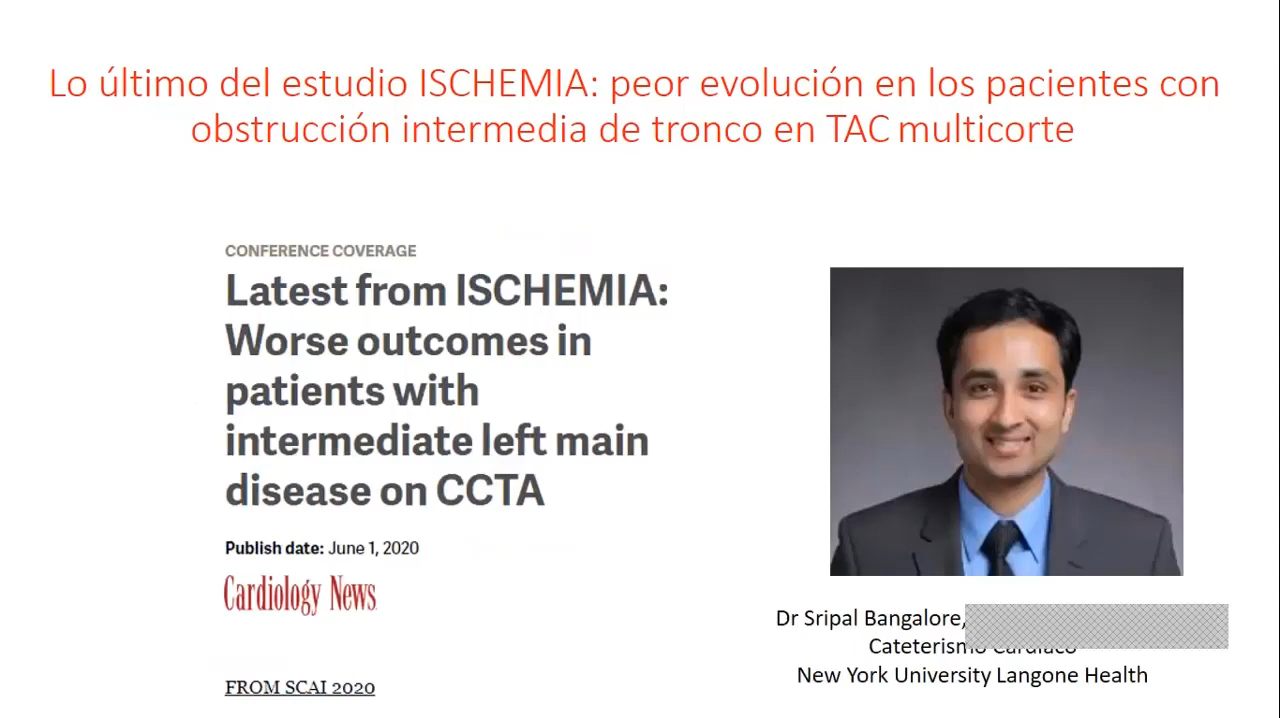 Lo último del estudio ISCHEMIA: peor evolución en los pacientes con
obstrucción intermedia de tronco en TAC multicorte
CONFERENCE COVERAGE
Latest from ISCHEMIA:
Worse outcomes in
patients with
intermediate left main
disease on CCTA
Publish date: June 1, 2020
Cardiology News
FROM SCAI 2020
Dr Sripal Bangalore,
Cateterismo Cardíaco
New York University Langone Health